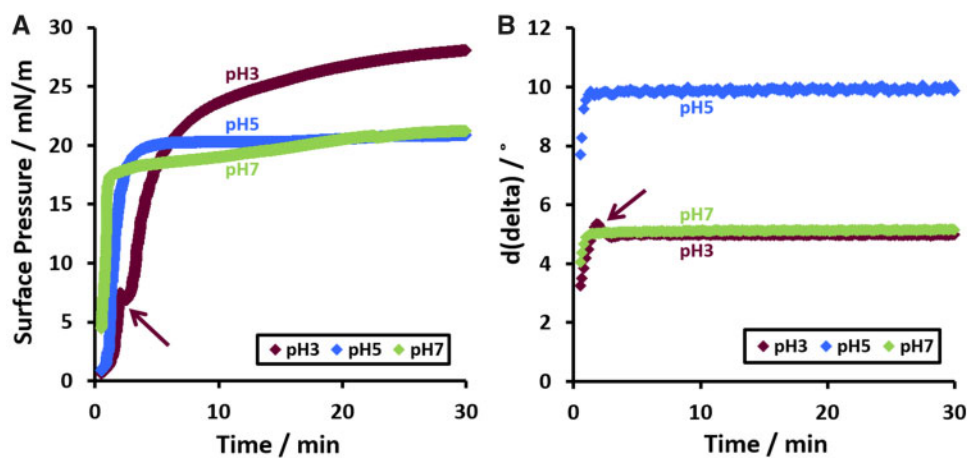 A
Surface Pressure / mN/m
30
25
20
15
10
5
0
pH3
pH5
pH7
pH3 pH5 pH7
0 10 20 30
Time / min
B
d(delta) / °
12
10
8
6
4
2
0
pH5
pH7
pH3
pH3 pH5 pH7
0 10 20 30
Time / min